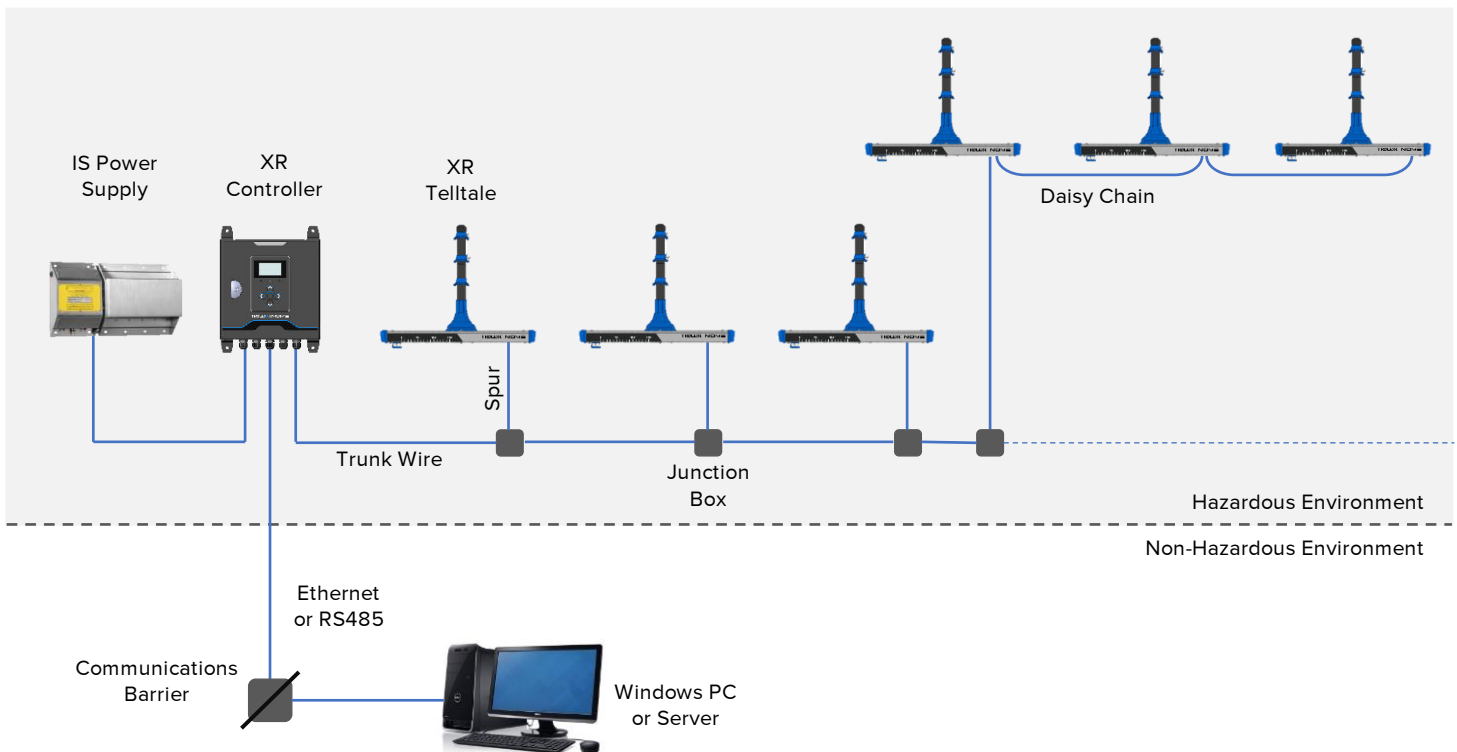 IS Power
Supply
XR
Controller
XR
Telltale
Daisy Chain
Spur
Trunk Wire
Junction
Box
Hazardous Environment
Non-Hazardous Environment
Ethernet
or RS485
Communications
Barrier
Windows PC
or Server